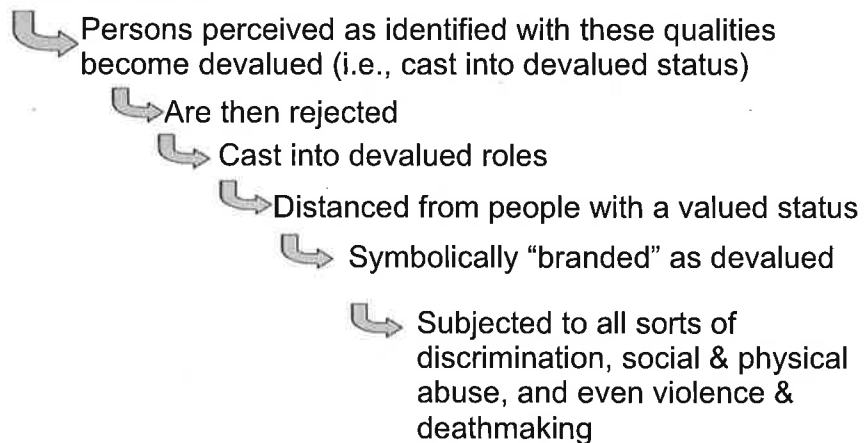 Persons perceived as identified with these qualities
become devalued (i.e., cast into devalued status)
Are then rejected
Cast into devalued roles
Distanced from people with a valued status
Symbolically “branded” as devalued
Subjected to all sorts of
discrimination, social & physical
abuse, and even violence &
deathmaking